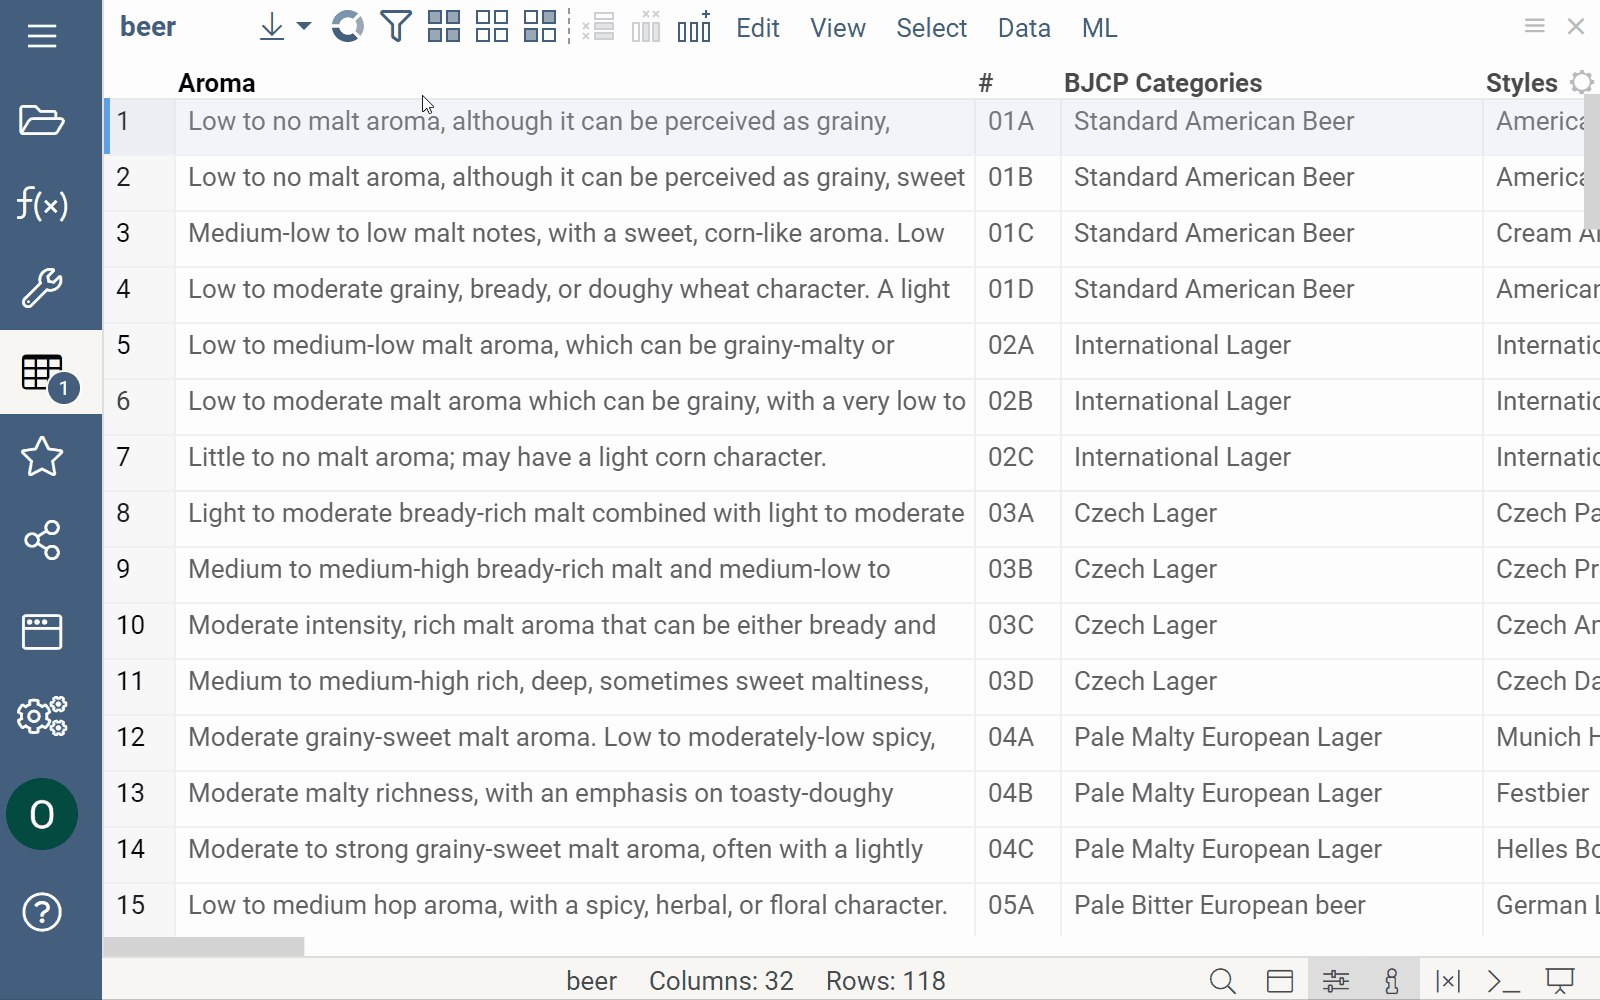 beer Edit View Select Data ML
Aroma # BJCP Categories Styles
1 Low to no malt aroma, although it can be perceived as grainy, 01A Standard American Beer America
2 Low to no malt aroma, although it can be perceived as grainy, sweet 01B Standard American Beer America
3 Medium-low to low malt notes, with a sweet, corn-like aroma. Low 01C Standard American Beer Cream Al
4 Low to moderate grainy, bready, or doughy wheat character. A light 01D Standard American Beer American
5 Low to medium-low malt aroma, which can be grainy-malty or 02A International Lager Internatio
6 Low to moderate malt aroma which can be grainy, with a very low to 02B International Lager Internatio
7 Little to no malt aroma; may have a light corn character. 02C International Lager Internatio
8 Light to moderate bready-rich malt combined with light to moderate 03A Czech Lager Czech Pa
9 Medium to medium-high bready-rich malt and medium-low to 03B Czech Lager Czech Pr
10 Moderate intensity, rich malt aroma that can be either bready and 03C Czech Lager Czech Am
11 Medium to medium-high rich, deep, sometimes sweet maltiness, 03D Czech Lager Czech Da
12 Moderate grainy-sweet malt aroma. Low to moderately-low spicy, 04A Pale Malty European Lager Munich H
13 Moderate malty richness, with an emphasis on toasty-doughy 04B Pale Malty European Lager Festbier
14 Moderate to strong grainy-sweet malt aroma, often with a lightly 04C Pale Malty European Lager Helles Bo
15 Low to medium hop aroma, with a spicy, herbal, or floral character. 05A Pale Bitter European beer German L
f(x)
1
O
?
beer Columns: 32 Rows: 118